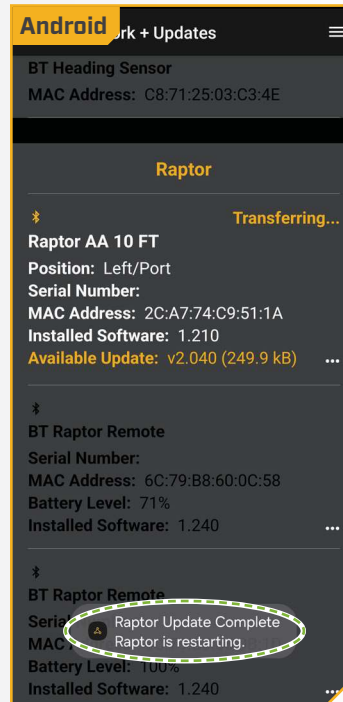 Android
rk + Updates
BT Heading Sensor
MAC Address: C8:71:25:03:C3:4E
Raptor
Transferring...
Raptor AA 10 FT
Position: Left/Port
Serial Number:
MAC Address: 2C:A7:74:C9:51:1A
Installed Software: 1.210
Available Update: v2.040 (249.9 kB) ...
BT Raptor Remote
Serial Number:
MAC Address: 6C:79:B8:60:0C:58
Battery Level: 71%
Installed Software: 1.240 ...
BT Raptor Remote
Raptor Update Complete
Raptor is restarting.
Battery Level: 100%
Installed Software: 1.240